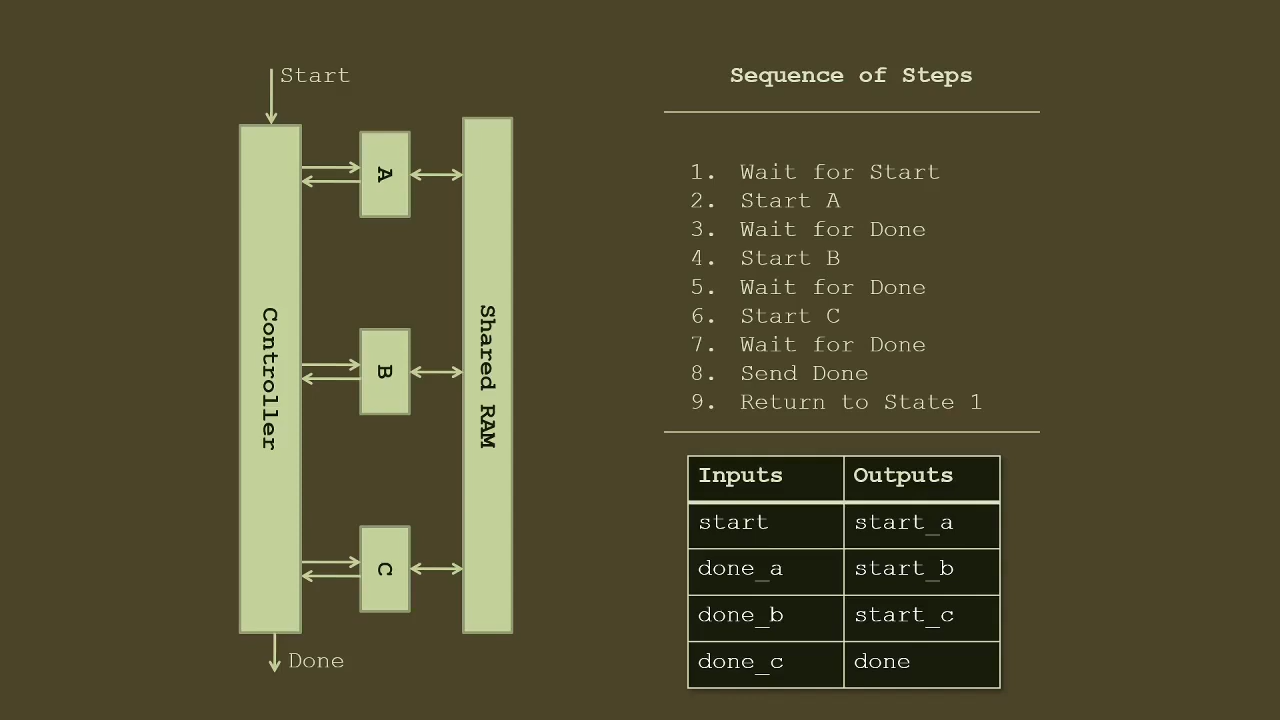 Start
Controller
A
B
C
Shared RAM
Done
Sequence of Steps
1. Wait for Start
2. Start A
3. Wait for Done
4. Start B
5. Wait for Done
6. Start C
7. Wait for Done
8. Send Done
9. Return to State 1
Inputs Outputs
start start_a
done_a start_b
done_b start_c
done_c done